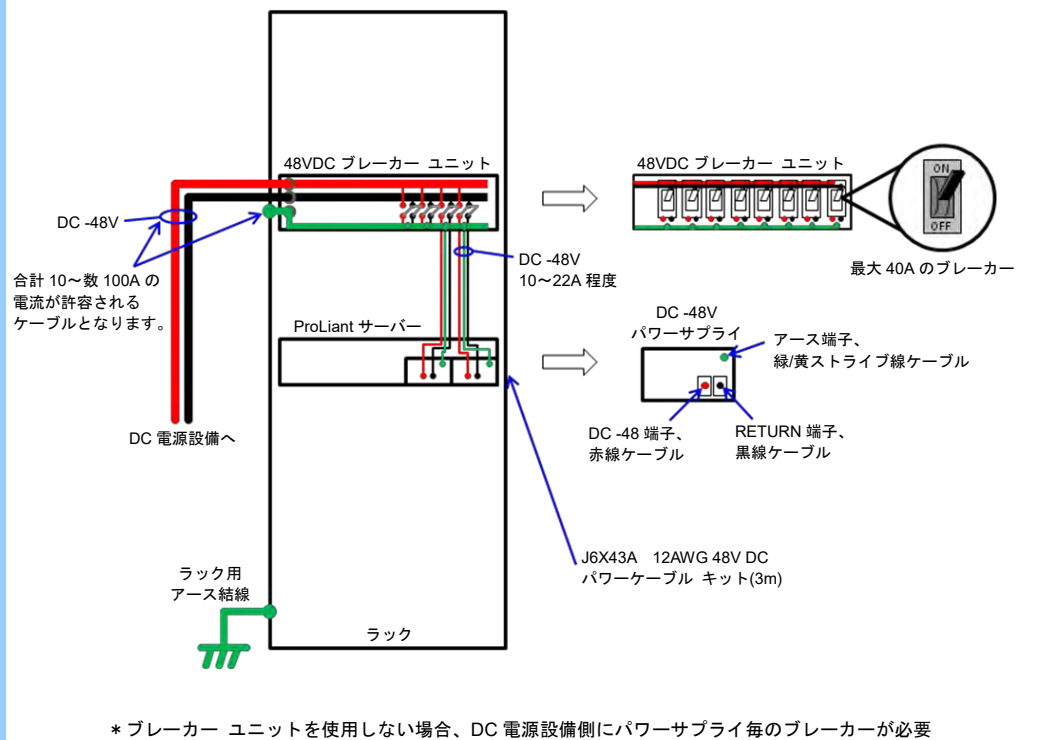 48VDC ブレーカー ユニット
48VDC ブレーカー ユニット
ON
OFF
DC -48V
最大 40A のブレーカー
DC -48V
10～22A 程度
合計 10～数 100A の
電流が許容される
ケーブルとなります。
ProLiant サーバー
DC -48V
パワーサプライ
アース端子、
緑/黄ストライブ線ケーブル
DC 電源設備へ
DC -48 端子、
赤線ケーブル
RETURN 端子、
黒線ケーブル
J6X43A 12AWG 48V DC
パワーケーブル キット(3m)
ラック用
アース結線
ラック
＊ブレーカー ユニットを使用しない場合、DC 電源設備側にパワーサプライ毎のブレーカーが必要